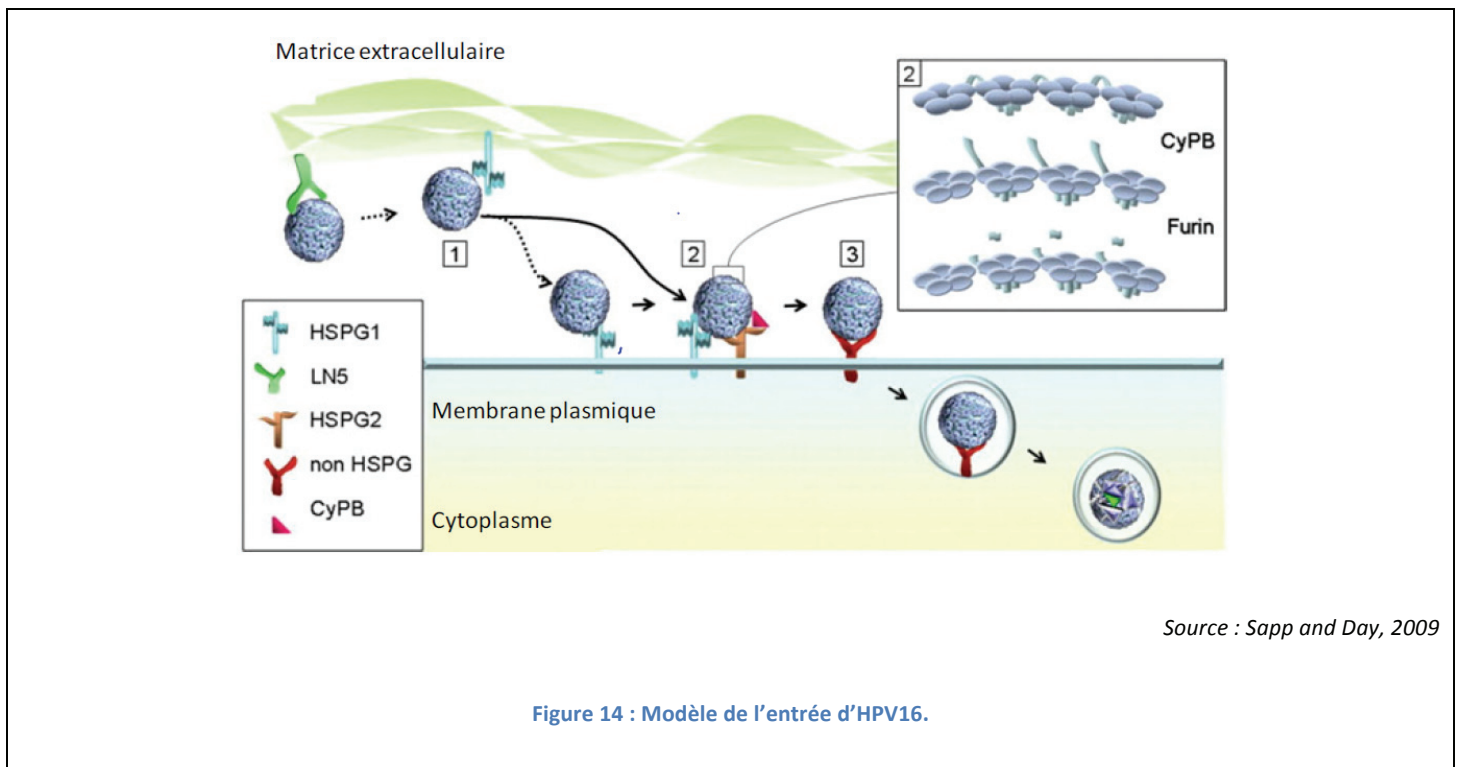 Matrice extracellulaire
2
CyPB
Furin
1
2
3
HSPG1
LN5
HSPG2
non HSPG
CyPB
,
Membrane plasmique
Cytoplasme
Source : Sapp and Day, 2009
Figure 14 : Modèle de l’entrée d’HPV16.